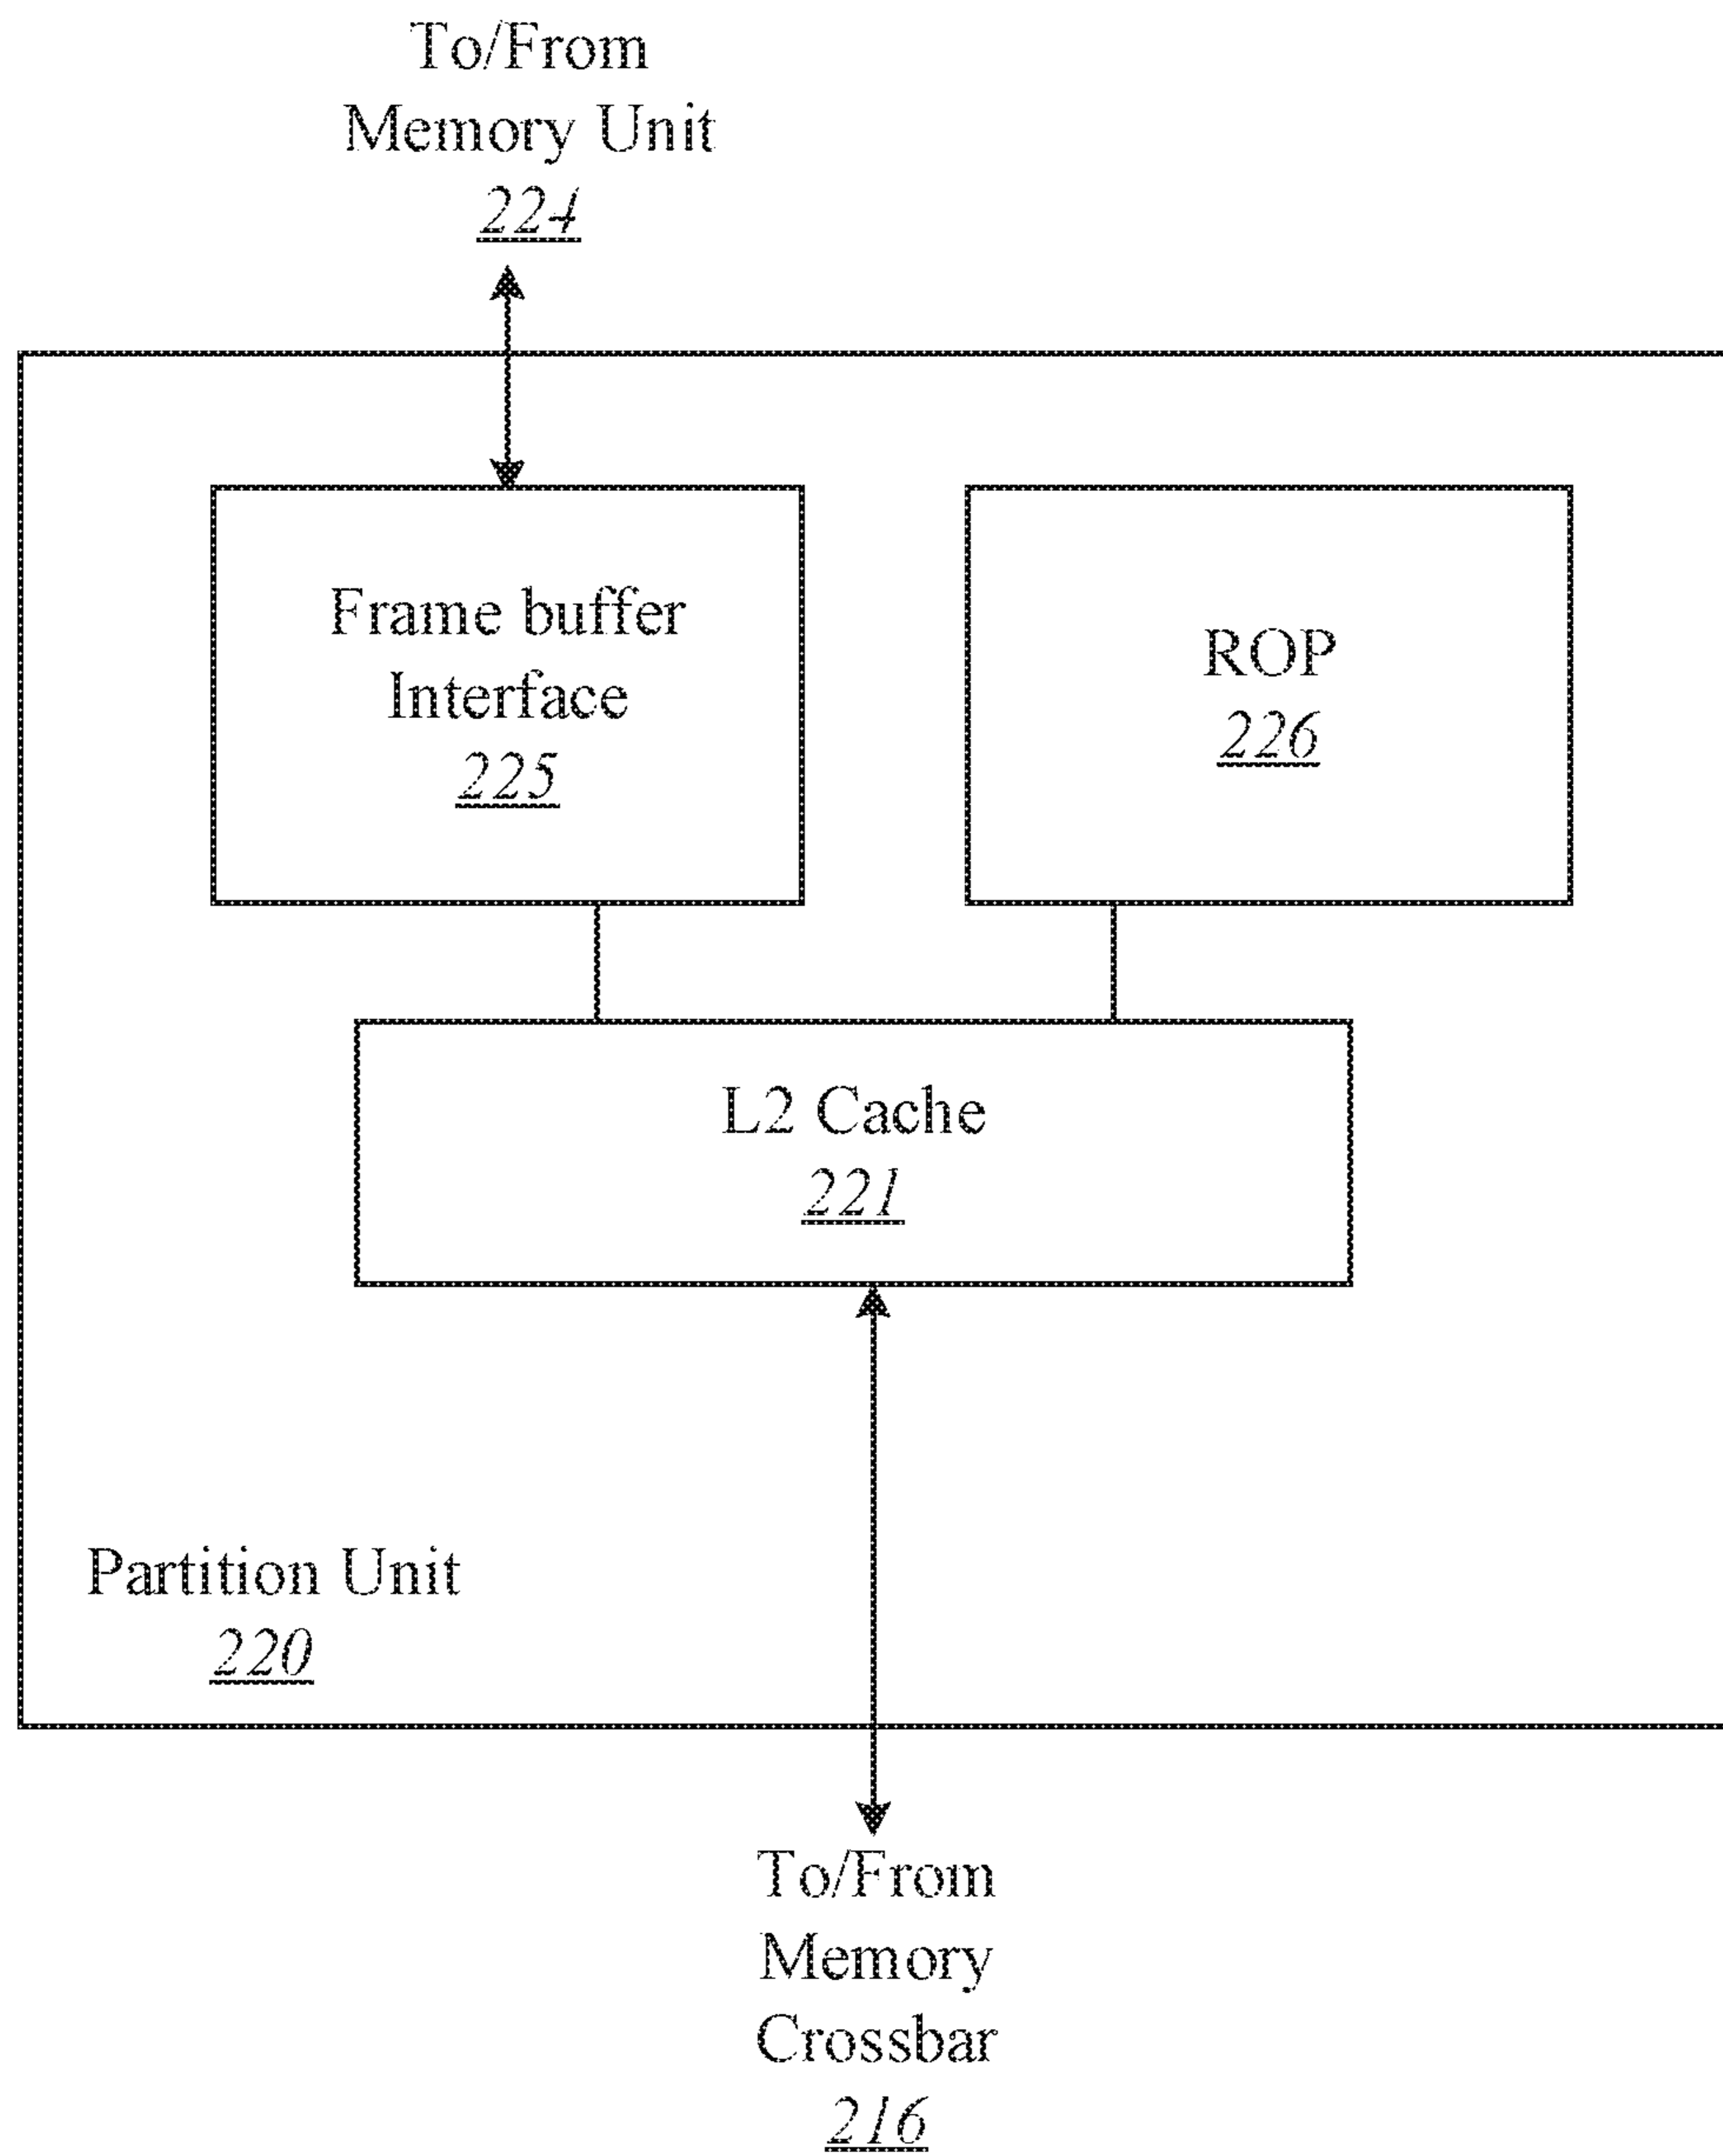 To/From
Memory Unit
224
Frame buffer
Interface
225
ROP
226
L2 Cache
221
Partition Unit
220
To/From
Memory
Crossbar
216